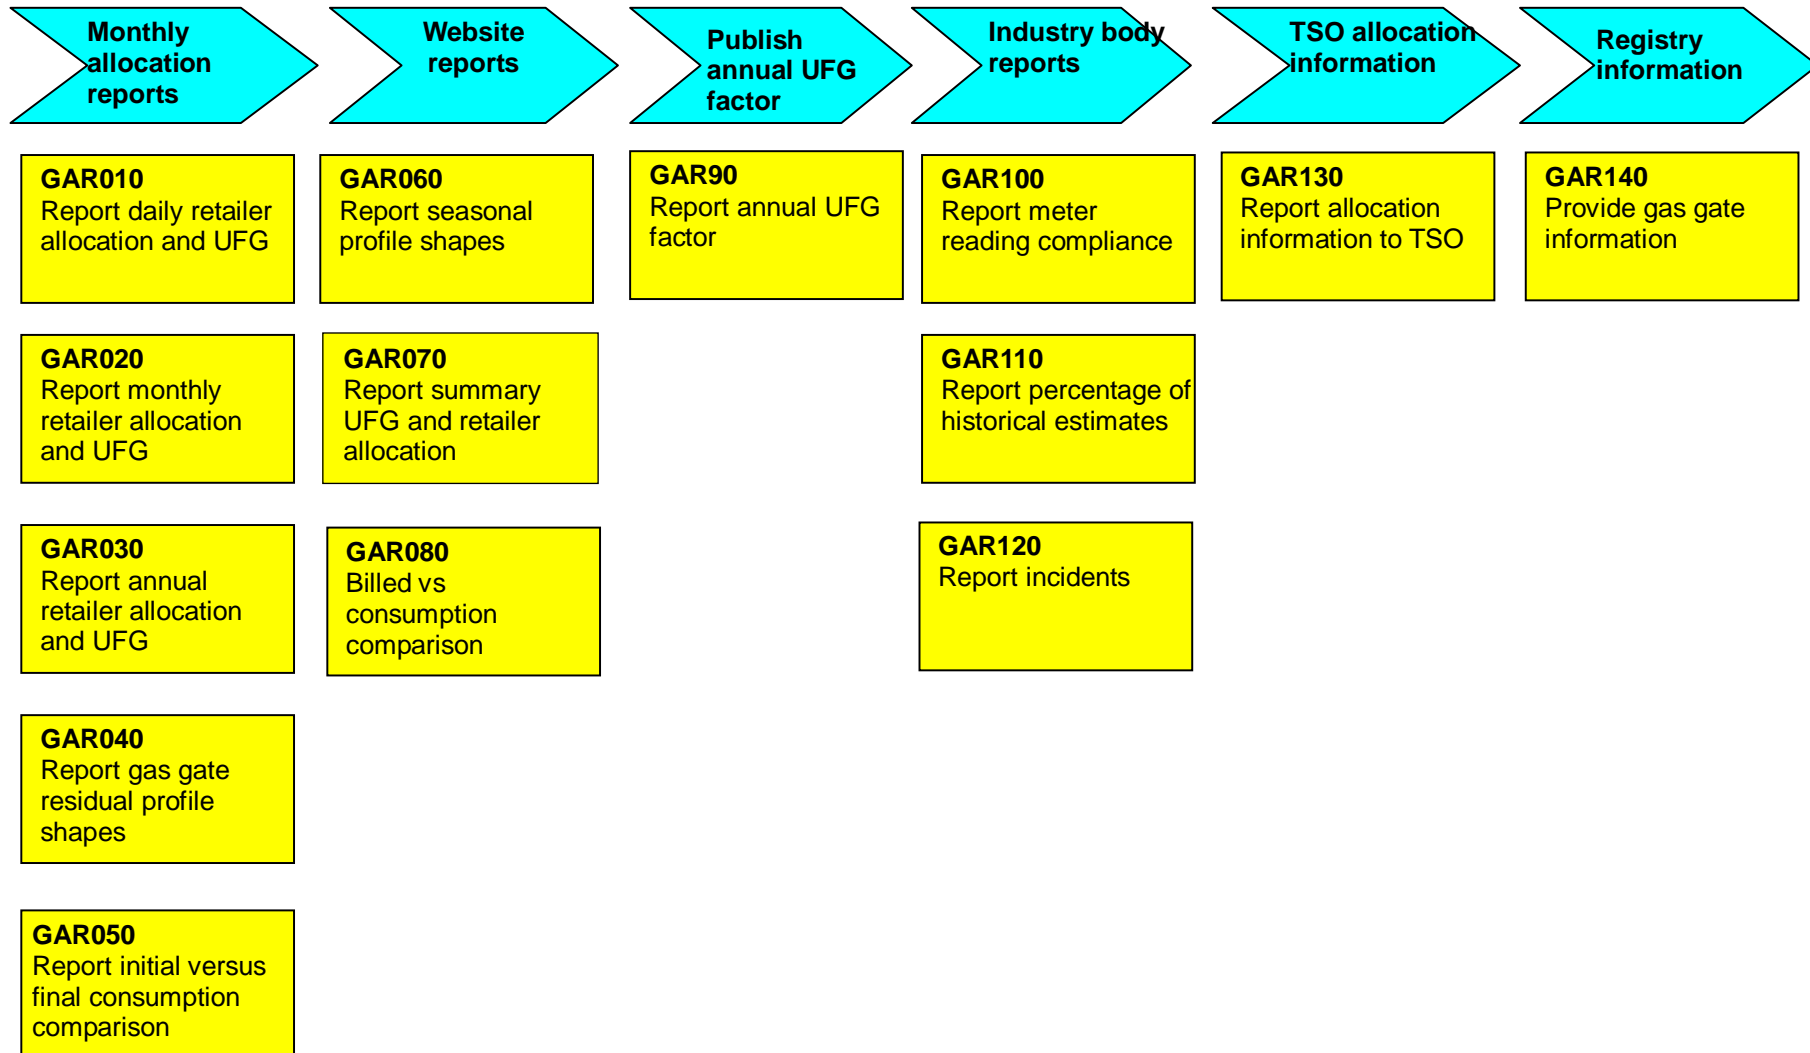 Monthly
allocation
reports
Website
reports
Publish
annual UFG
factor
Industry body
reports
TSO allocation
information
Registry
information
GAR010
Report daily retailer
allocation and UFG
GAR060
Report seasonal
profile shapes
GAR90
Report annual UFG
factor
GAR100
Report meter
reading compliance
GAR130
Report allocation
information to TSO
GAR140
Provide gas gate
information
GAR020
Report monthly
retailer allocation
and UFG
GAR070
Report summary
UFG and retailer
allocation
GAR110
Report percentage of
historical estimates
GAR030
Report annual
retailer allocation
and UFG
GAR080
Billed vs
consumption
comparison
GAR120
Report incidents
GAR040
Report gas gate
residual profile
shapes
GAR050
Report initial versus
final consumption
comparison